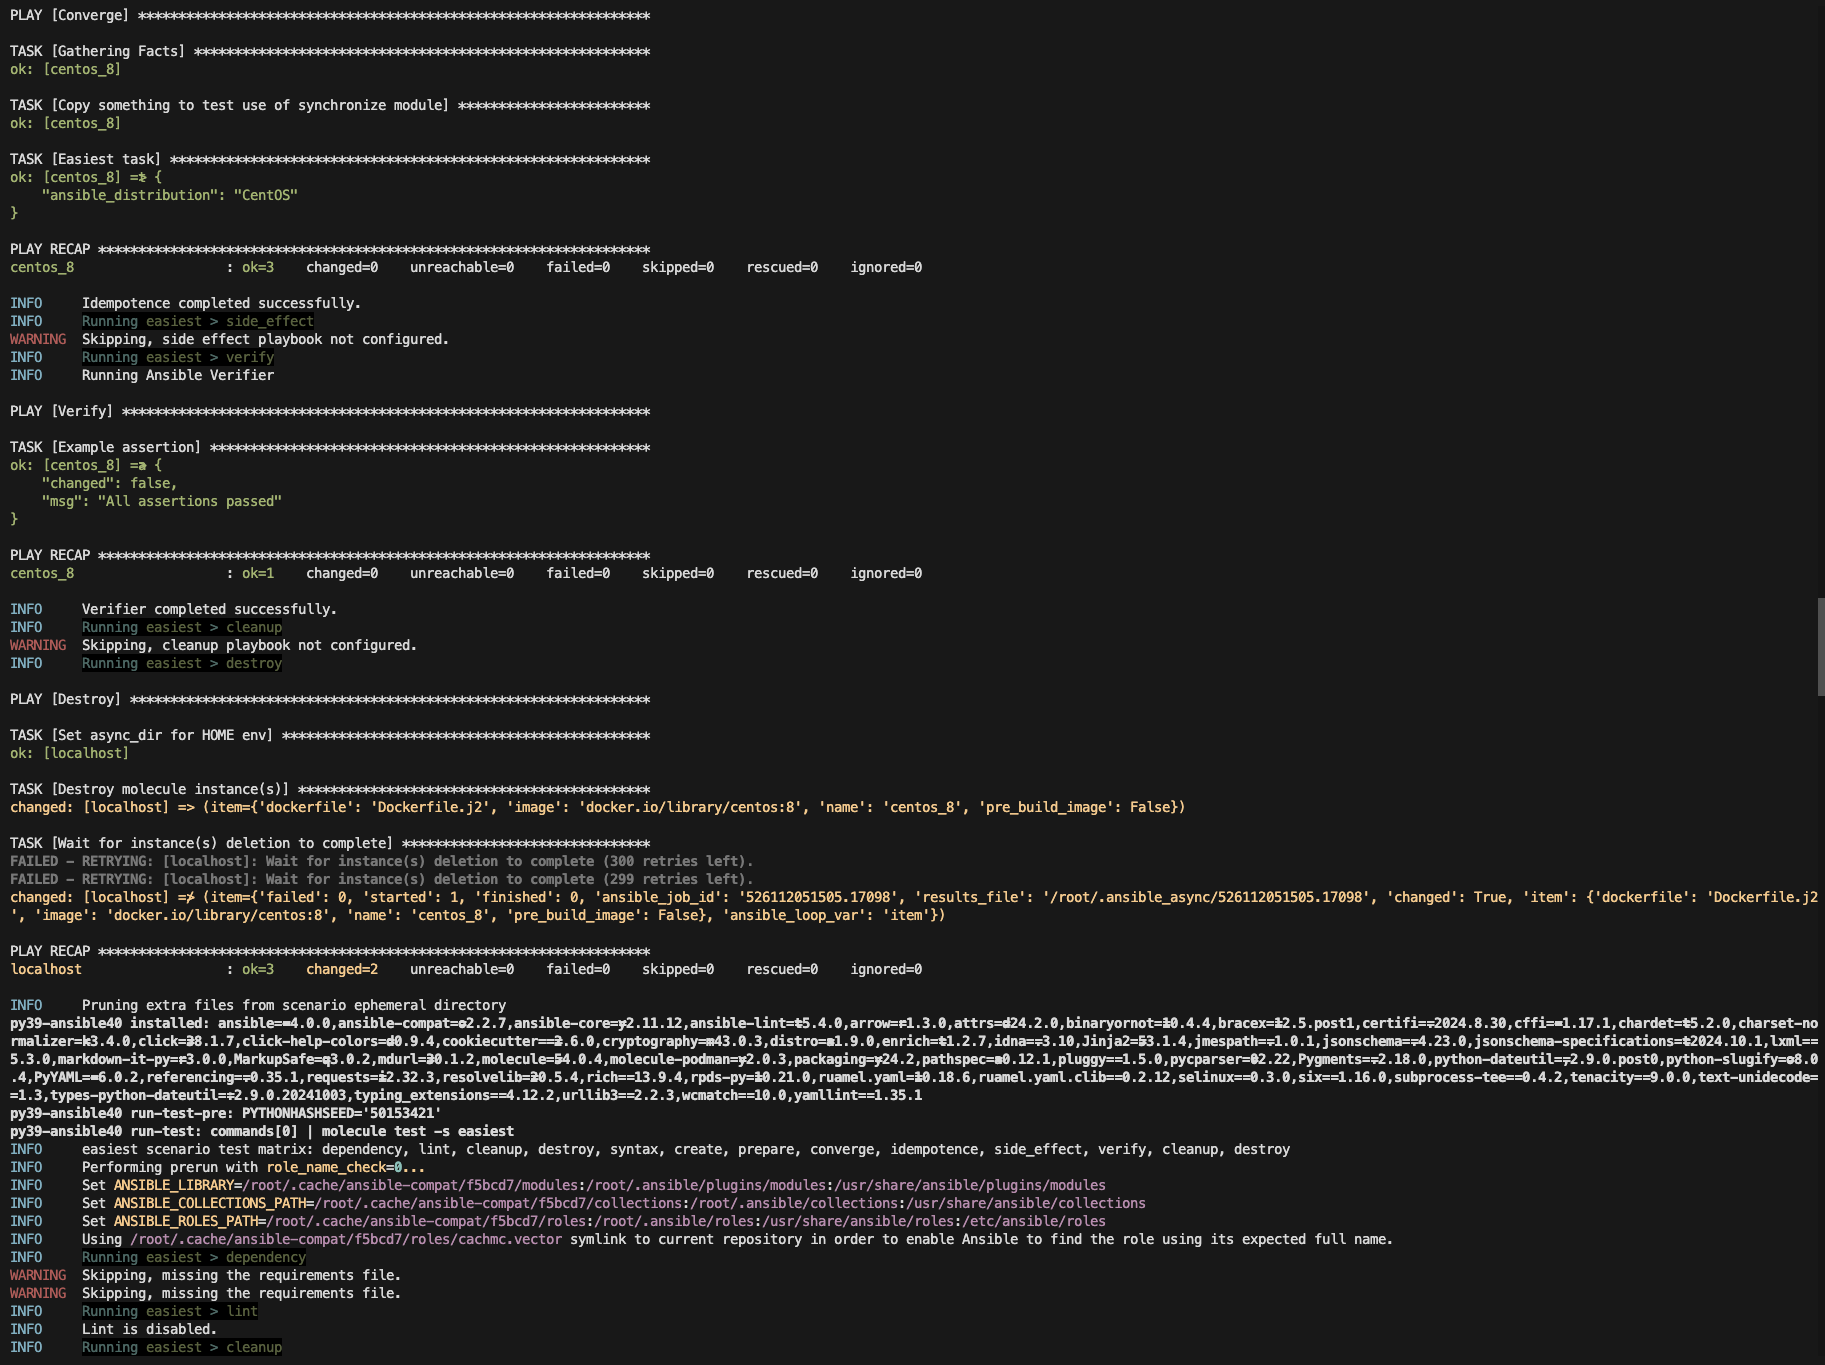 PLAY [Converge] ****************************************************************

TASK [Gathering Facts] *********************************************************
ok: [centos_8]

TASK [Copy something to test use of synchronize module] ************************
ok: [centos_8]

TASK [Easiest task] ************************************************************
ok: [centos_8] => {
    "ansible_distribution": "CentOS"
}

PLAY RECAP *********************************************************************
centos_8                   : ok=3    changed=0    unreachable=0    failed=0    skipped=0    rescued=0    ignored=0

INFO     Idempotence completed successfully.
INFO     Running easiest > side_effect
WARNING  Skipping, side effect playbook not configured.
INFO     Running easiest > verify
INFO     Running Ansible Verifier

PLAY [Verify] ******************************************************************

TASK [Example assertion] *******************************************************
ok: [centos_8] => {
    "changed": false,
    "msg": "All assertions passed"
}

PLAY RECAP *********************************************************************
centos_8                   : ok=1    changed=0    unreachable=0    failed=0    skipped=0    rescued=0    ignored=0

INFO     Verifier completed successfully.
INFO     Running easiest > cleanup
WARNING  Skipping, cleanup playbook not configured.
INFO     Running easiest > destroy

PLAY [Destroy] *****************************************************************

TASK [Set async_dir for HOME env] **********************************************
ok: [localhost]

TASK [Destroy molecule instance(s)] ********************************************
changed: [localhost] => (item={'dockerfile': 'Dockerfile.j2', 'image': 'docker.io/library/centos:8', 'name': 'centos_8', 'pre_build_image': False})

TASK [Wait for instance(s) deletion to complete] *******************************
FAILED - RETRYING: [localhost]: Wait for instance(s) deletion to complete (300 retries left).
FAILED - RETRYING: [localhost]: Wait for instance(s) deletion to complete (299 retries left).
changed: [localhost] => (item={'failed': 0, 'started': 1, 'finished': 0, 'ansible_job_id': '526112051505.17098', 'results_file': '/root/.ansible_async/526112051505.17098', 'changed': True, 'item': {'dockerfile': 'Dockerfile.j2
', 'image': 'docker.io/library/centos:8', 'name': 'centos_8', 'pre_build_image': False}, 'ansible_loop_var': 'item'})

PLAY RECAP *********************************************************************
localhost                  : ok=3    changed=2    unreachable=0    failed=0    skipped=0    rescued=0    ignored=0

INFO     Pruning extra files from scenario ephemeral directory
py39-ansible40 installed: ansible==4.0.0,ansible-compat==2.2.7,ansible-core==2.11.12,ansible-lint==5.4.0,arrow==1.3.0,attrs==24.2.0,binaryornot==0.4.4,bracex==2.5.post1,certifi==2024.8.30,cffi==1.17.1,chardet==5.2.0,charset-no
rmalizer==3.4.0,click==8.1.7,click-help-colors==0.9.4,cookiecutter==2.6.0,cryptography==43.0.3,distro==1.9.0,enrich==1.2.7,idna==3.10,Jinja2==3.1.4,jmespath==1.0.1,jsonschema==4.23.0,jsonschema-specifications==2024.10.1,lxml==
5.3.0,markdown-it-py==3.0.0,MarkupSafe==3.0.2,mdurl==0.1.2,molecule==4.0.4,molecule-podman==2.0.3,packaging==24.2,pathspec==0.12.1,pluggy==1.5.0,pycparser==2.22,Pygments==2.18.0,python-dateutil==2.9.0.post0,python-slugify==8.0
.4,PyYAML==6.0.2,referencing==0.35.1,requests==2.32.3,resolvelib==0.5.4,rich==13.9.4,rpds-py==0.21.0,ruamel.yaml==0.18.6,ruamel.yaml.clib==0.2.12,selinux==0.3.0,six==1.16.0,subprocess-tee==0.4.2,tenacity==9.0.0,text-unidecode=
=1.3,types-python-dateutil==2.9.0.20241003,typing_extensions==4.12.2,urllib3==2.2.3,wcmatch==10.0,yamllint==1.35.1
py39-ansible40 run-test-pre: PYTHONHASHSEED='50153421'
py39-ansible40 run-test: commands[0] | molecule test -s easiest
INFO     easiest scenario test matrix: dependency, lint, cleanup, destroy, syntax, create, prepare, converge, idempotence, side_effect, verify, cleanup, destroy
INFO     Performing prerun with role_name_check=0...
INFO     Set ANSIBLE_LIBRARY=/root/.cache/ansible-compat/f5bcd7/modules:/root/.ansible/plugins/modules:/usr/share/ansible/plugins/modules
INFO     Set ANSIBLE_COLLECTIONS_PATH=/root/.cache/ansible-compat/f5bcd7/collections:/root/.ansible/collections:/usr/share/ansible/collections
INFO     Set ANSIBLE_ROLES_PATH=/root/.cache/ansible-compat/f5bcd7/roles:/root/.ansible/roles:/usr/share/ansible/roles:/etc/ansible/roles
INFO     Using /root/.cache/ansible-compat/f5bcd7/roles/cachmc.vector symlink to current repository in order to enable Ansible to find the role using its expected full name.
INFO     Running easiest > dependency
WARNING  Skipping, missing the requirements file.
WARNING  Skipping, missing the requirements file.
INFO     Running easiest > lint
INFO     Lint is disabled.
INFO     Running easiest > cleanup